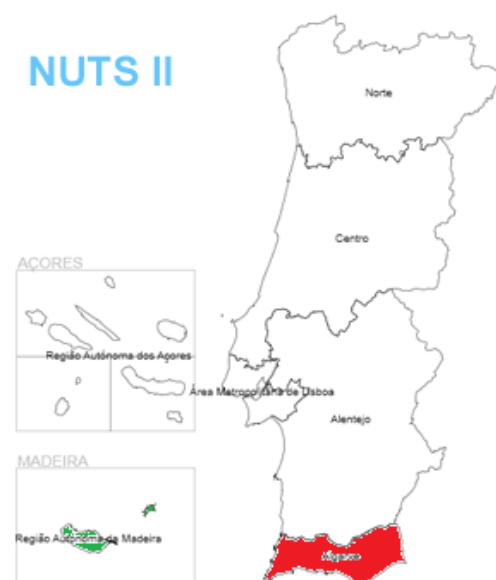 NUTS II
Norte
Centro
AÇORES
Região Autónoma dos Açores
Área Metropolitana de Lisboa
Alentejo
MADEIRA
Região Autónoma da Madeira
Algarve